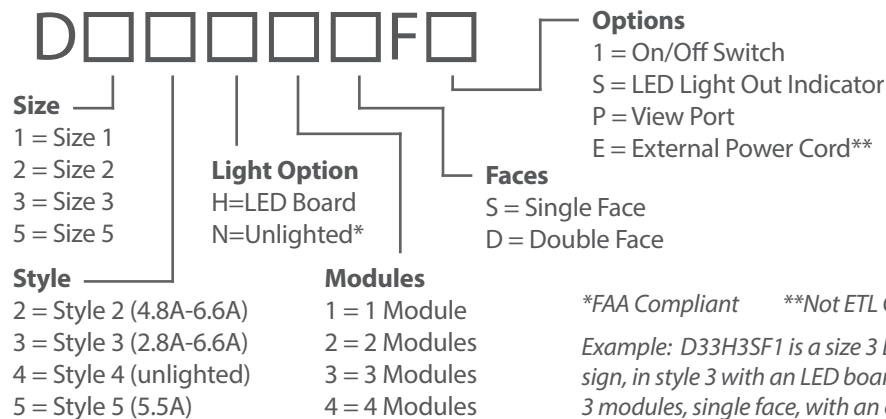 D□□□□□F□
Options
1 = On/Off Switch
S = LED Light Out Indicator
P = View Port
E = External Power Cord**
Size
1 = Size 1
2 = Size 2
3 = Size 3
5 = Size 5
Light Option
H=LED Board
N=Unlighted*
Faces
S = Single Face
D = Double Face
Style
2 = Style 2 (4.8A-6.6A)
3 = Style 3 (2.8A-6.6A)
4 = Style 4 (unlighted)
5 = Style 5 (5.5A)
Modules
1 = 1 Module
2 = 2 Modules
3 = 3 Modules
4 = 4 Modules
*FAA Compliant **Not ETL
Example: D33H3SF1 is a size 3
sign, in style 3 with an LED
3 modules, single face, with an